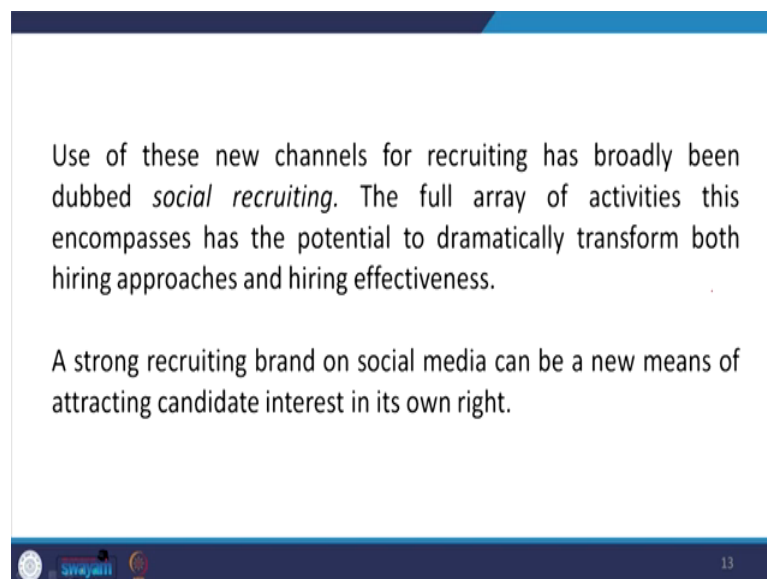 Use of these new channels for recruiting has broadly been
dubbed social recruiting. The full array of activities this
encompasses has the potential to dramatically transform both
hiring approaches and hiring effectiveness.
A strong recruiting brand on social media can be a new means of
attracting candidate interest in its own right.
swayam
13